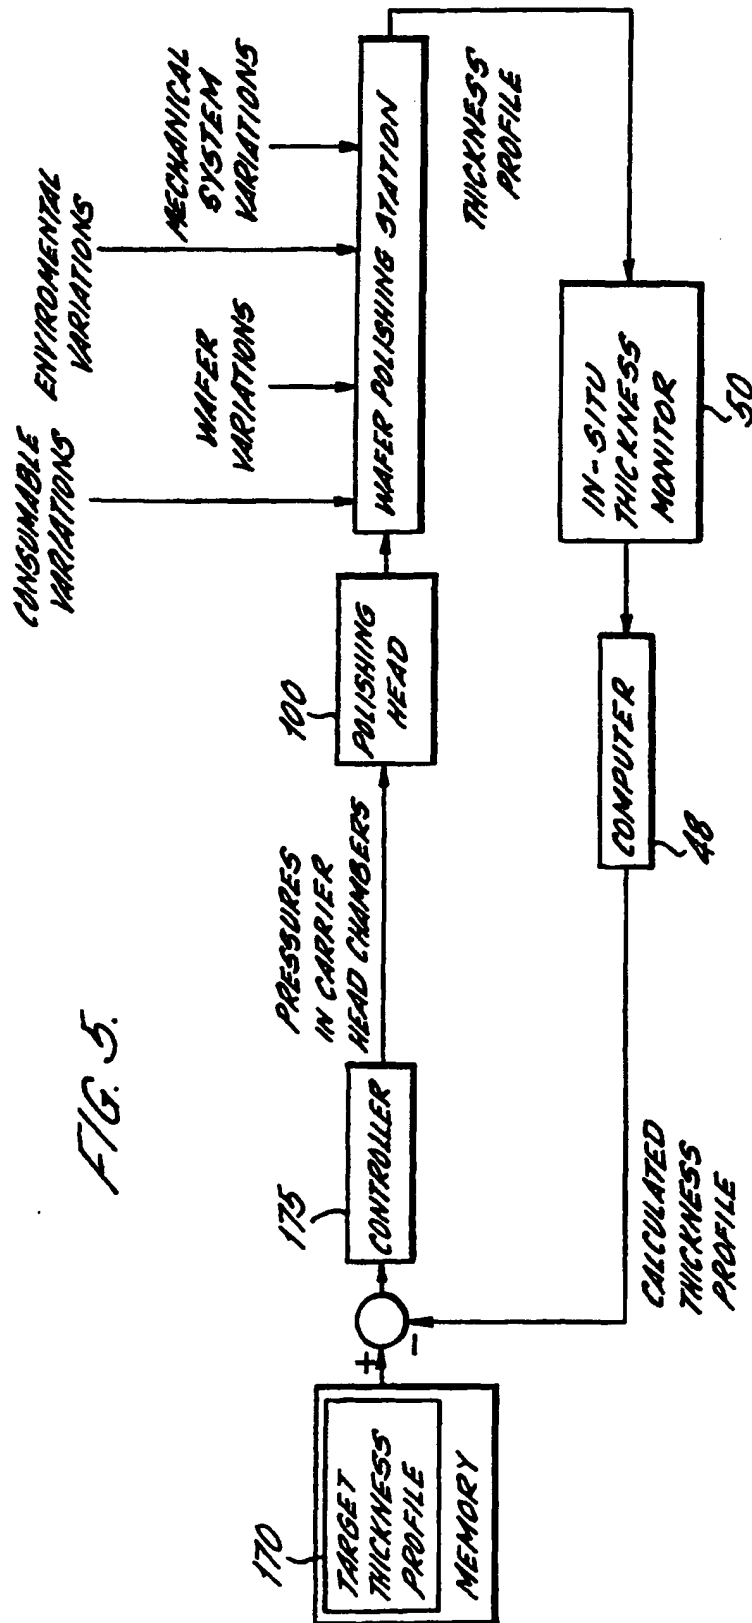 FIG. 5.
170
TARGET
THICKNESS
PROFILE
MEMORY
+
-
175
CONTROLLER
PRESSURES
IN CARRIER
HEAD CHAMBERS
100
POLISHING
HEAD
CONSUMABLE
VARIATIONS
ENVIROMENTAL
VARIATIONS
WAFER
VARIATIONS
MECHANICAL
SYSTEM
VARIATIONS
WAFER POLISHING STATION
THICKNESS
PROFILE
IN-SITU
THICKNESS
MONITOR
50
COMPUTER
48
CALCULATED
THICKNESS
PROFILE